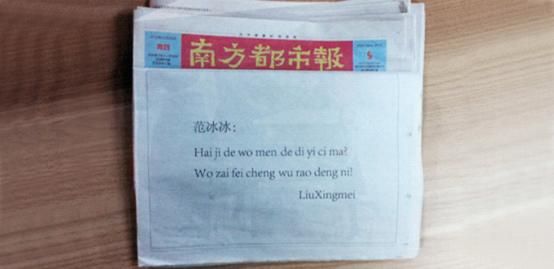 南方都市報
范冰冰：
Hai ji de wo men de di yi ci ma?
Wo zai fei cheng wu rao deng ni!
LiuXingmei